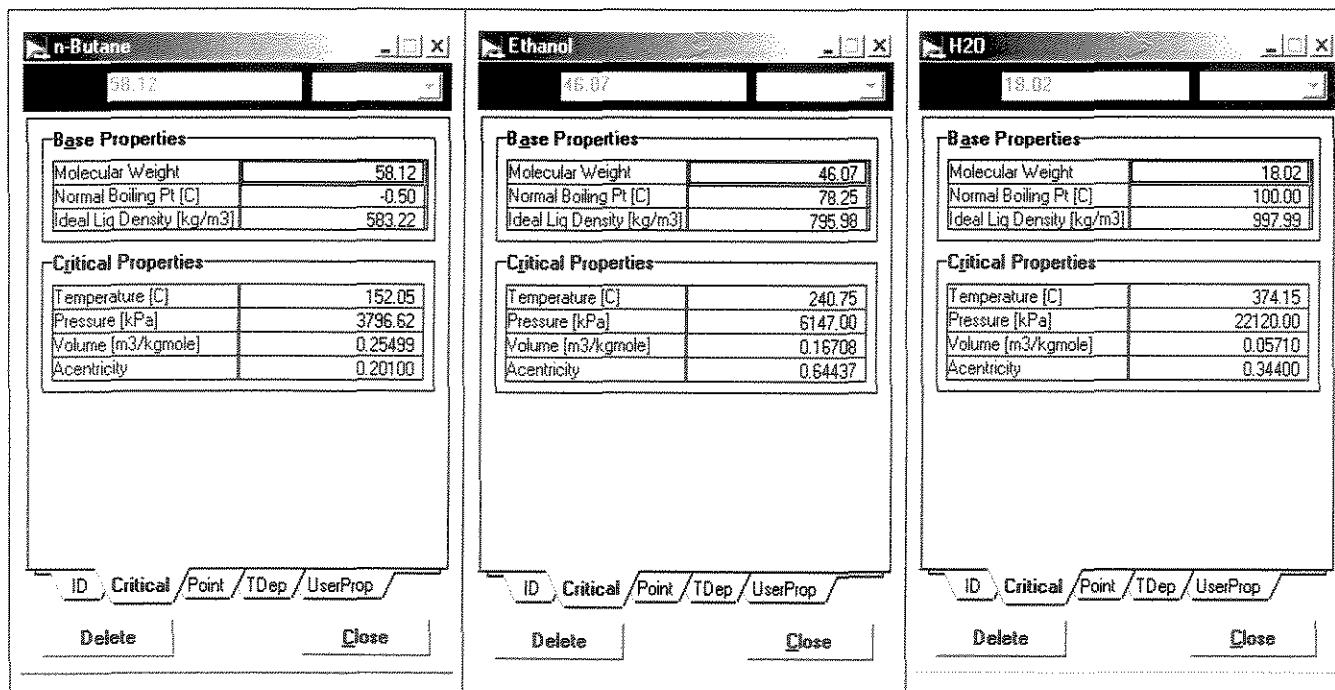 n-Butane
58.12
Base Properties
Molecular Weight 58.12
Normal Boiling Pt [C] -0.50
Ideal Liq Density [kg/m3] 583.22
Critical Properties
Temperature [C] 152.05
Pressure [kPa] 3796.62
Volume [m3/kgmole] 0.25499
Acentricity 0.20100
ID Critical Point TDep UserProp
Delete Close
Ethanol
46.07
Base Properties
Molecular Weight 46.07
Normal Boiling Pt [C] 78.25
Ideal Liq Density [kg/m3] 795.98
Critical Properties
Temperature [C] 240.75
Pressure [kPa] 6147.00
Volume [m3/kgmole] 0.16708
Acentricity 0.64437
ID Critical Point TDep UserProp
Delete Close
H2O
18.02
Base Properties
Molecular Weight 18.02
Normal Boiling Pt [C] 100.00
Ideal Liq Density [kg/m3] 997.99
Critical Properties
Temperature [C] 374.15
Pressure [kPa] 22120.00
Volume [m3/kgmole] 0.05710
Acentricity 0.34400
ID Critical Point TDep UserProp
Delete Close